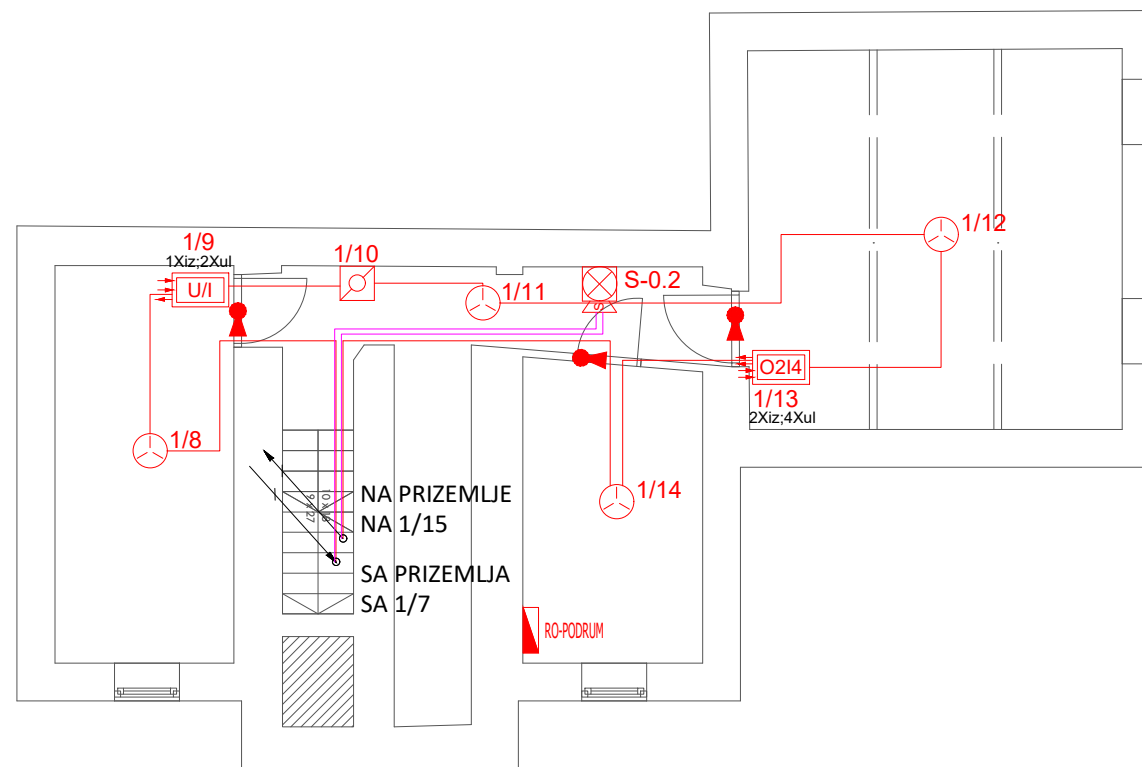 1/9
1Xiz;2Xul
U/I
1/10
1/11
S-0.2
S
1/12
O2I4
1/13
2Xiz;4Xul
1/8
1/14
NA PRIZEMLJE
NA 1/15
SA PRIZEMLJA
SA 1/7
RO-PODRUM